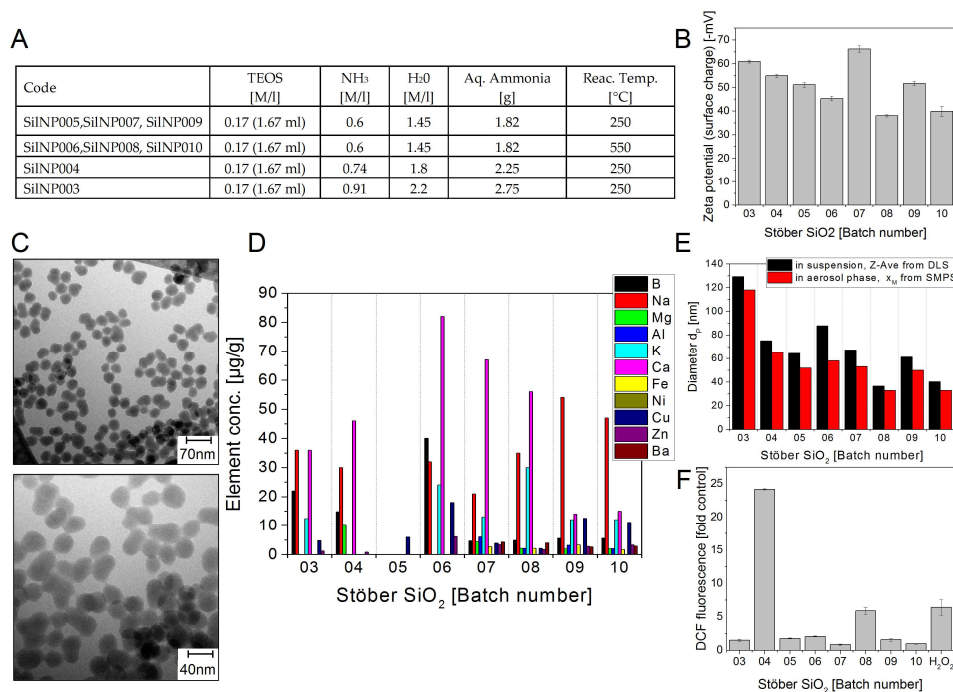 A
Code TEOS [M/l] NH₃ [M/l] H₂0 [M/l] Aq. Ammonia [g] Reac. Temp. [°C]
SilNP005,SilNP007, SilNP009 0.17 (1.67 ml) 0.6 1.45 1.82 250
SilNP006,SilNP008, SilNP010 0.17 (1.67 ml) 0.6 1.45 1.82 550
SilNP004 0.17 (1.67 ml) 0.74 1.8 2.25 250
SilNP003 0.17 (1.67 ml) 0.91 2.2 2.75 250
B
Zeta potential (surface charge) [-mV]
70
60
50
40
30
20
10
0
03 04 05 06 07 08 09 10
Stöber SiO2 [Batch number]
C
70nm
40nm
D
Element conc. [µg/g]
90
80
70
60
50
40
30
20
10
0
03 04 05 06 07 08 09 10
Stöber SiO₂ [Batch number]
B
Na
Mg
Al
K
Ca
Fe
Ni
Cu
Zn
Ba
E
Diameter dₚ [nm]
140
120
100
80
60
40
20
0
in suspension, Z-Ave from DLS
in aerosol phase, x_M from SMPS
03 04 05 06 07 08 09 10
Stöber SiO₂ [Batch number]
F
DCF fluorescence [fold control]
25
20
15
10
5
0
03 04 05 06 07 08 09 10 H₂O₂
Stöber SiO₂ [Batch number]